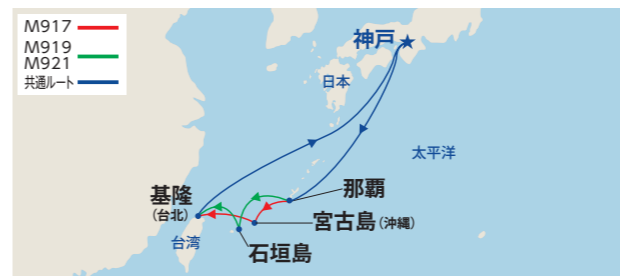 M917
M919
M921
共通ルート
神戸
日本
太平洋
那覇
基隆
(台北)
宮古島(沖縄)
台湾
石垣島